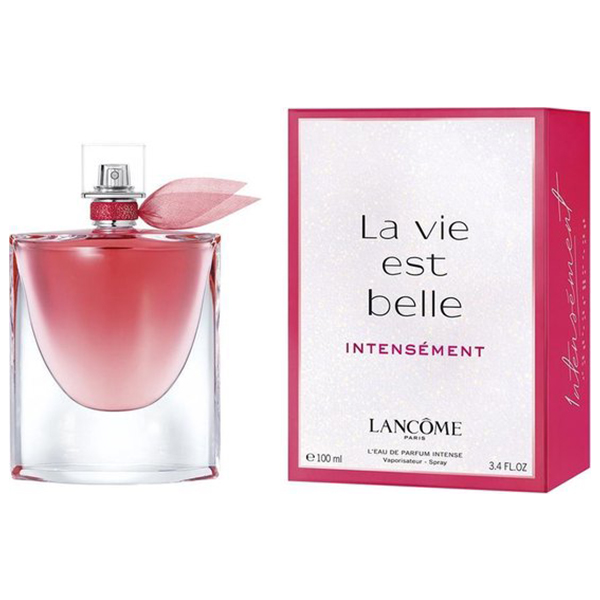 La vie
est
belle
INTENSÉMENT
LANCÔME
PARIS
L'EAU DE PARFUM INTENSE
Vaporisateur - Spray
℮ 100 ml
3.4 FL.OZ
Intensément